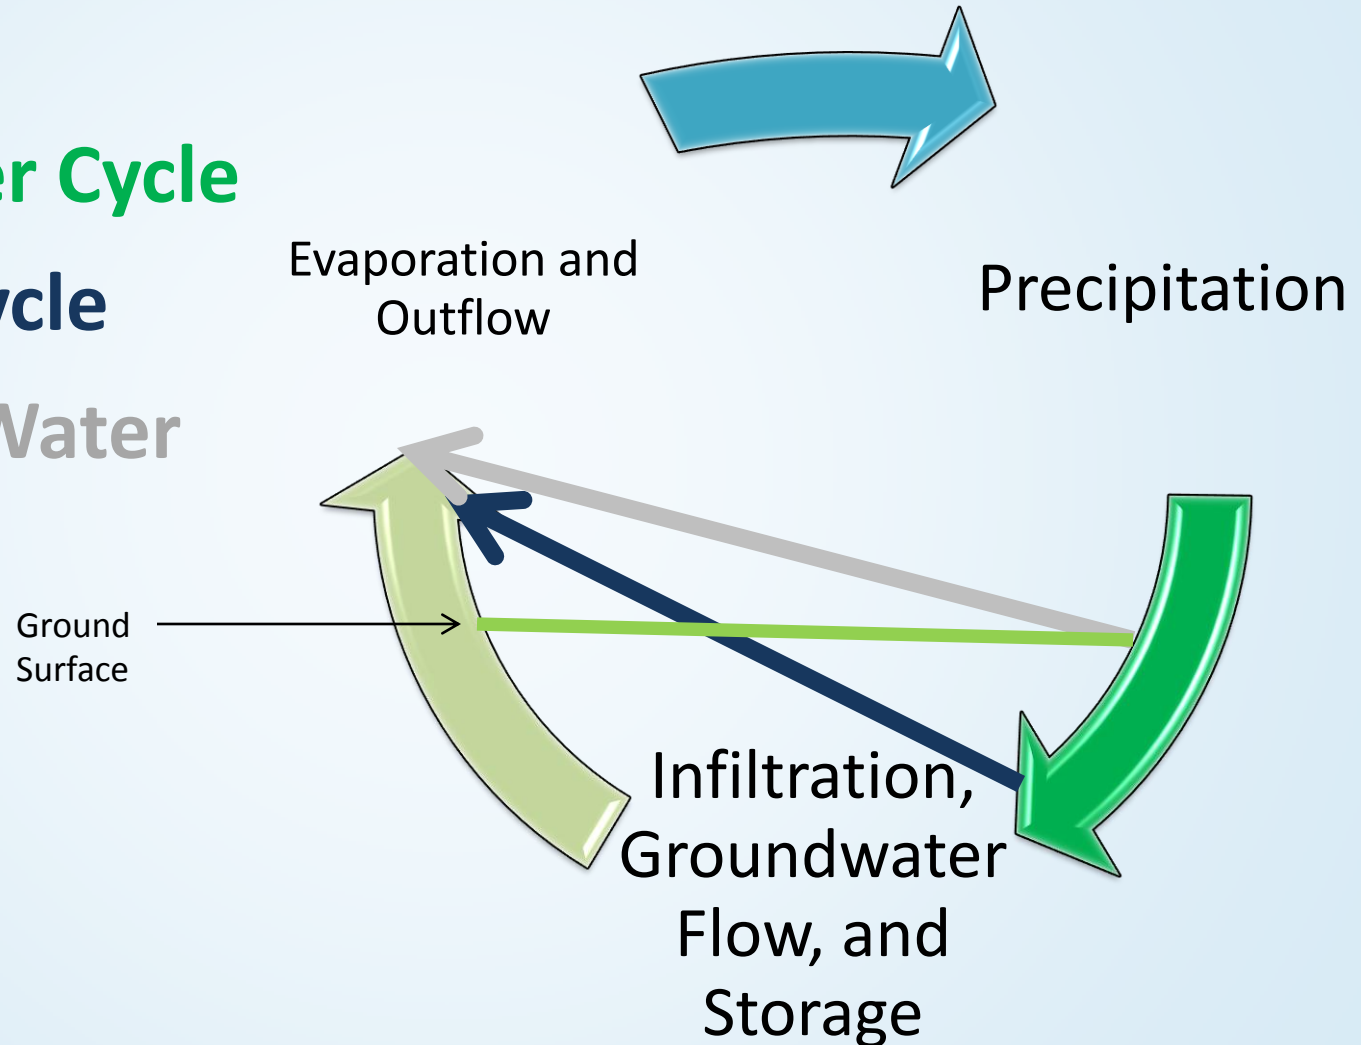 er Cycle
ycle
Water
Evaporation and
Outflow
Precipitation
Ground
Surface
Infiltration,
Groundwater
Flow, and
Storage